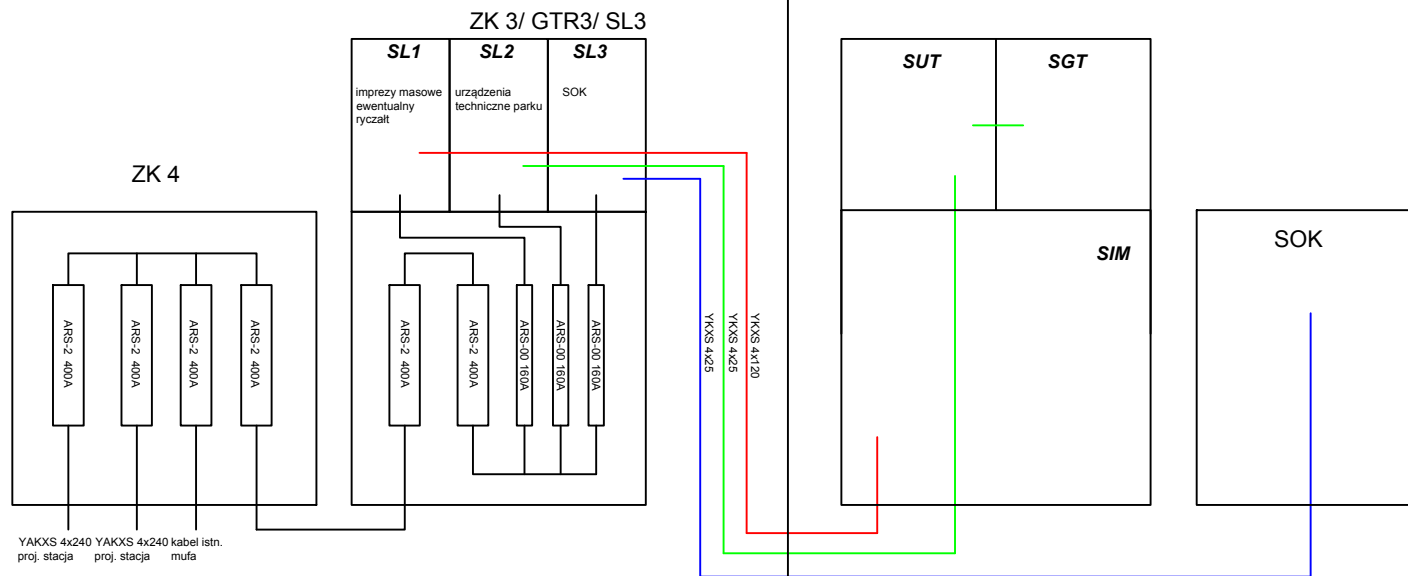 ZK 3/ GTR3/ SL3
SL1
SL2
SL3
imprezy masowe
ewentualny
ryczałt
urządzenia
techniczne parku
SOK
SUT
SGT
ZK 4
SIM
SOK
ARS-2 400A
ARS-2 400A
ARS-2 400A
ARS-2 400A
ARS-2 400A
ARS-2 400A
ARS-00 160A
ARS-00 160A
ARS-00 160A
YKXS 4x25
YKXS 4x25
YKXS 4x120
YAKXS 4x240
proj. stacja
YAKXS 4x240
proj. stacja
kabel istn.
mufa